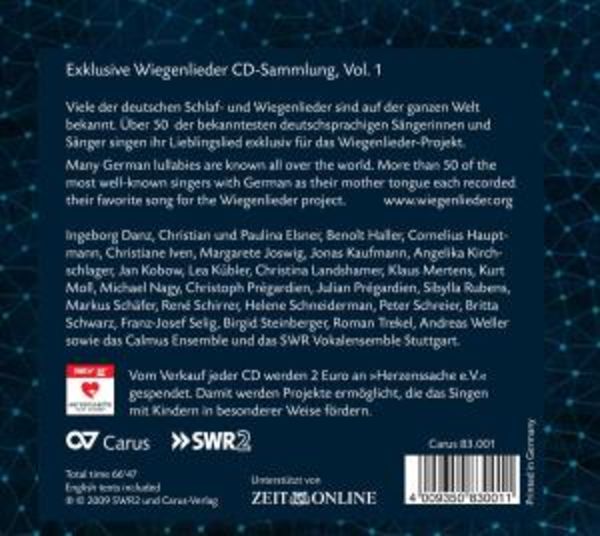 Exklusive Wiegenlieder CD-Sammlung, Vol. 1
Viele der deutschen Schlaf- und Wiegenlieder sind auf der ganzen Welt
bekannt. Über 50 der bekanntesten deutschsprachigen Sängerinnen und
Sänger singen ihr Lieblingslied exklusiv für das Wiegenlieder-Projekt.
Many German lullabies are known all over the world. More than 50 of the
most well-known singers with German as their mother tongue each recorded
their favorite song for the Wiegenlieder project. www.wiegenlieder.org
Ingeborg Danz, Christian und Paulina Elsner, Benoît Haller, Cornelius Haupt-
mann, Christiane Iven, Margarete Joswig, Jonas Kaufmann, Angelika Kirch-
schlager, Jan Kobow, Lea Kübler, Christina Landshamer, Klaus Mertens, Kurt
Moll, Michael Nagy, Christoph Prégardien, Julian Prégardien, Sibylla Rubens,
Markus Schäfer, René Schirrer, Helene Schneiderman, Peter Schreier, Britta
Schwarz, Franz-Josef Selig, Birgid Steinberger, Roman Trekel, Andreas Weller
sowie das Calmus Ensemble und das SWR Vokalensemble Stuttgart.
Vom Verkauf jeder CD werden 2 Euro an »Herzenssache e.V.«
gespendet. Damit werden Projekte ermöglicht, die das Singen
mit Kindern in besonderer Weise fördern.
Carus SWR2
Carus 83.001
Total time 66'47
English texts included
℗ © 2009 SWR2 und Carus-Verlag
Unterstützt von
ZEIT ONLINE
4 009350 830011
Printed in Germany